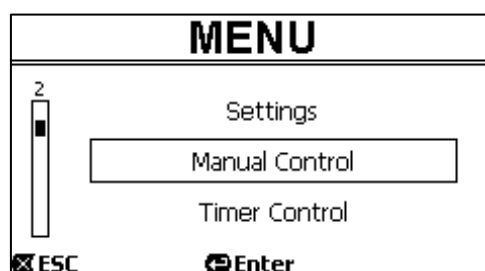 MENU
2
Settings
Manual Control
Timer Control
ESC Enter